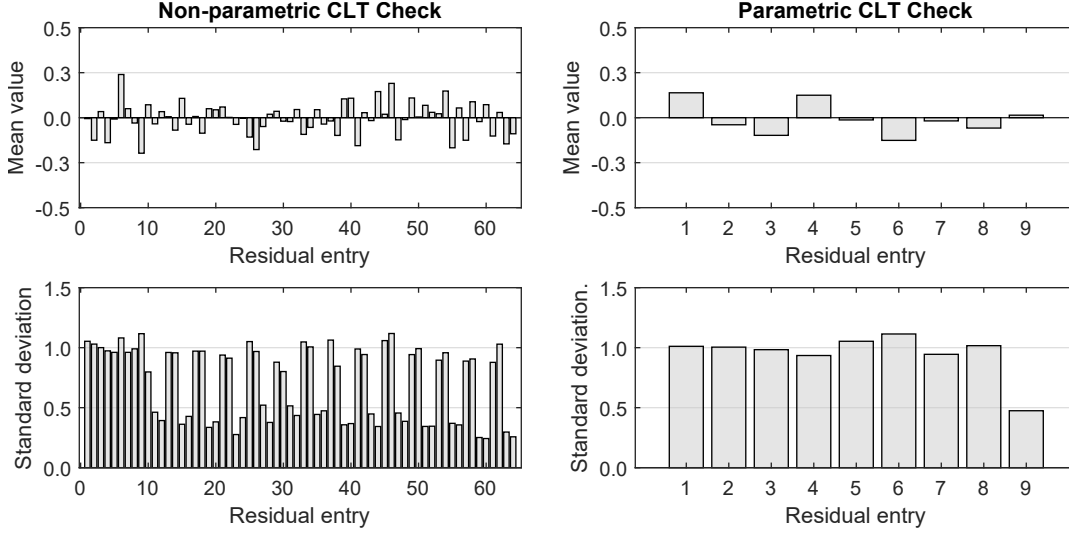 Non-parametric CLT Check
Mean value
0.5
0.3
0.0
-0.3
-0.5
0 10 20 30 40 50 60
Residual entry
Parametric CLT Check
Mean value
0.5
0.3
0.0
-0.3
-0.5
1 2 3 4 5 6 7 8 9
Residual entry
Standard deviation
1.5
1.0
0.5
0.0
0 10 20 30 40 50 60
Residual entry
Standard deviation.
1.5
1.0
0.5
0.0
1 2 3 4 5 6 7 8 9
Residual entry